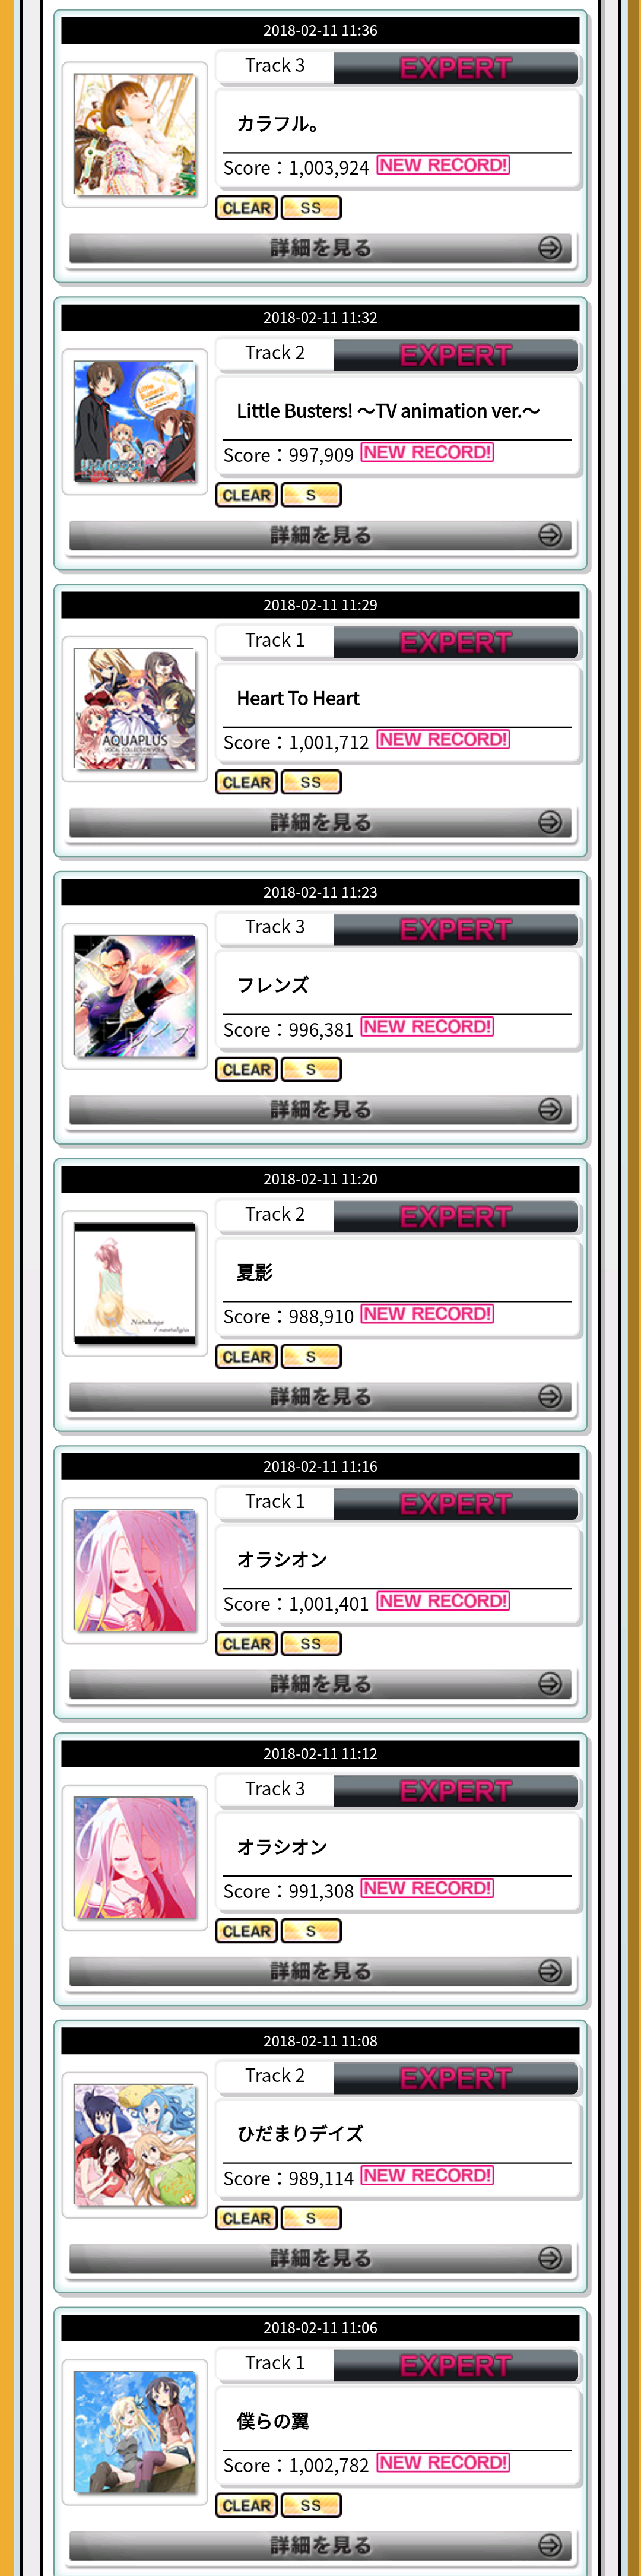 2018-02-11 11:36
Track 3
EXPERT
カラフル。
Score：1,003,924 NEW RECORD!
CLEAR SS
詳細を見る
2018-02-11 11:32
Track 2
EXPERT
Little Busters! ～TV animation ver.～
Score：997,909 NEW RECORD!
CLEAR S
詳細を見る
2018-02-11 11:29
Track 1
EXPERT
AQUAPLUS
Heart To Heart
Score：1,001,712 NEW RECORD!
CLEAR SS
詳細を見る
2018-02-11 11:23
Track 3
EXPERT
フレンズ
フレンズ
Score：996,381 NEW RECORD!
CLEAR S
詳細を見る
2018-02-11 11:20
Track 2
EXPERT
夏影
Score：988,910 NEW RECORD!
CLEAR S
詳細を見る
2018-02-11 11:16
Track 1
EXPERT
オラシオン
Score：1,001,401 NEW RECORD!
CLEAR SS
詳細を見る
2018-02-11 11:12
Track 3
EXPERT
オラシオン
Score：991,308 NEW RECORD!
CLEAR S
詳細を見る
2018-02-11 11:08
Track 2
EXPERT
ひだまりデイズ
Score：989,114 NEW RECORD!
CLEAR S
詳細を見る
2018-02-11 11:06
Track 1
EXPERT
僕らの翼
Score：1,002,782 NEW RECORD!
CLEAR SS
詳細を見る